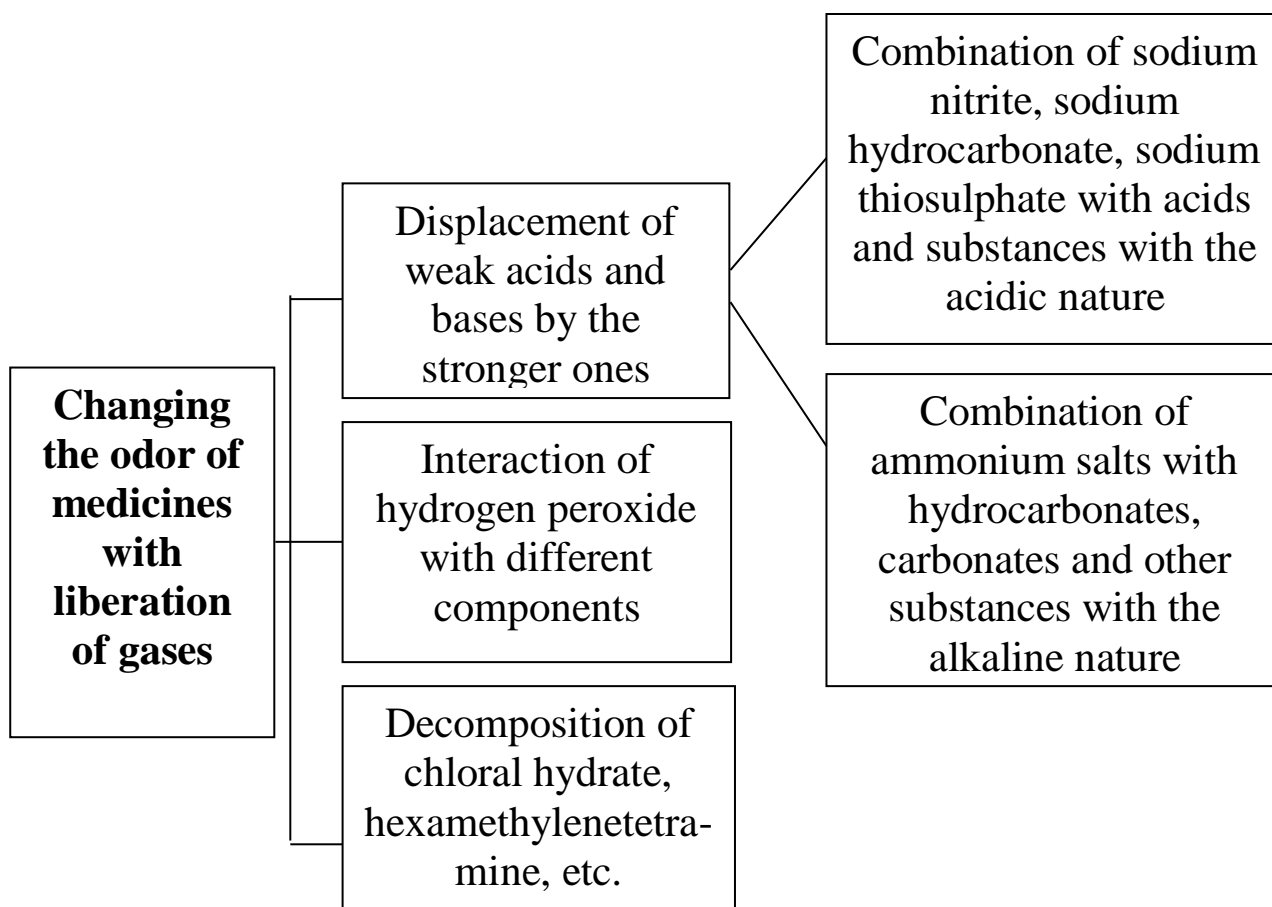 Changing
the odor of
medicines
with
liberation
of gases
Displacement of
weak acids and
bases by the
stronger ones
Interaction of
hydrogen peroxide
with different
components
Decomposition of
chloral hydrate,
hexamethylenetetra-
mine, etc.
Combination of sodium
nitrite, sodium
hydrocarbonate, sodium
thiosulphate with acids
and substances with the
acidic nature
Combination of
ammonium salts with
hydrocarbonates,
carbonates and other
substances with the
alkaline nature